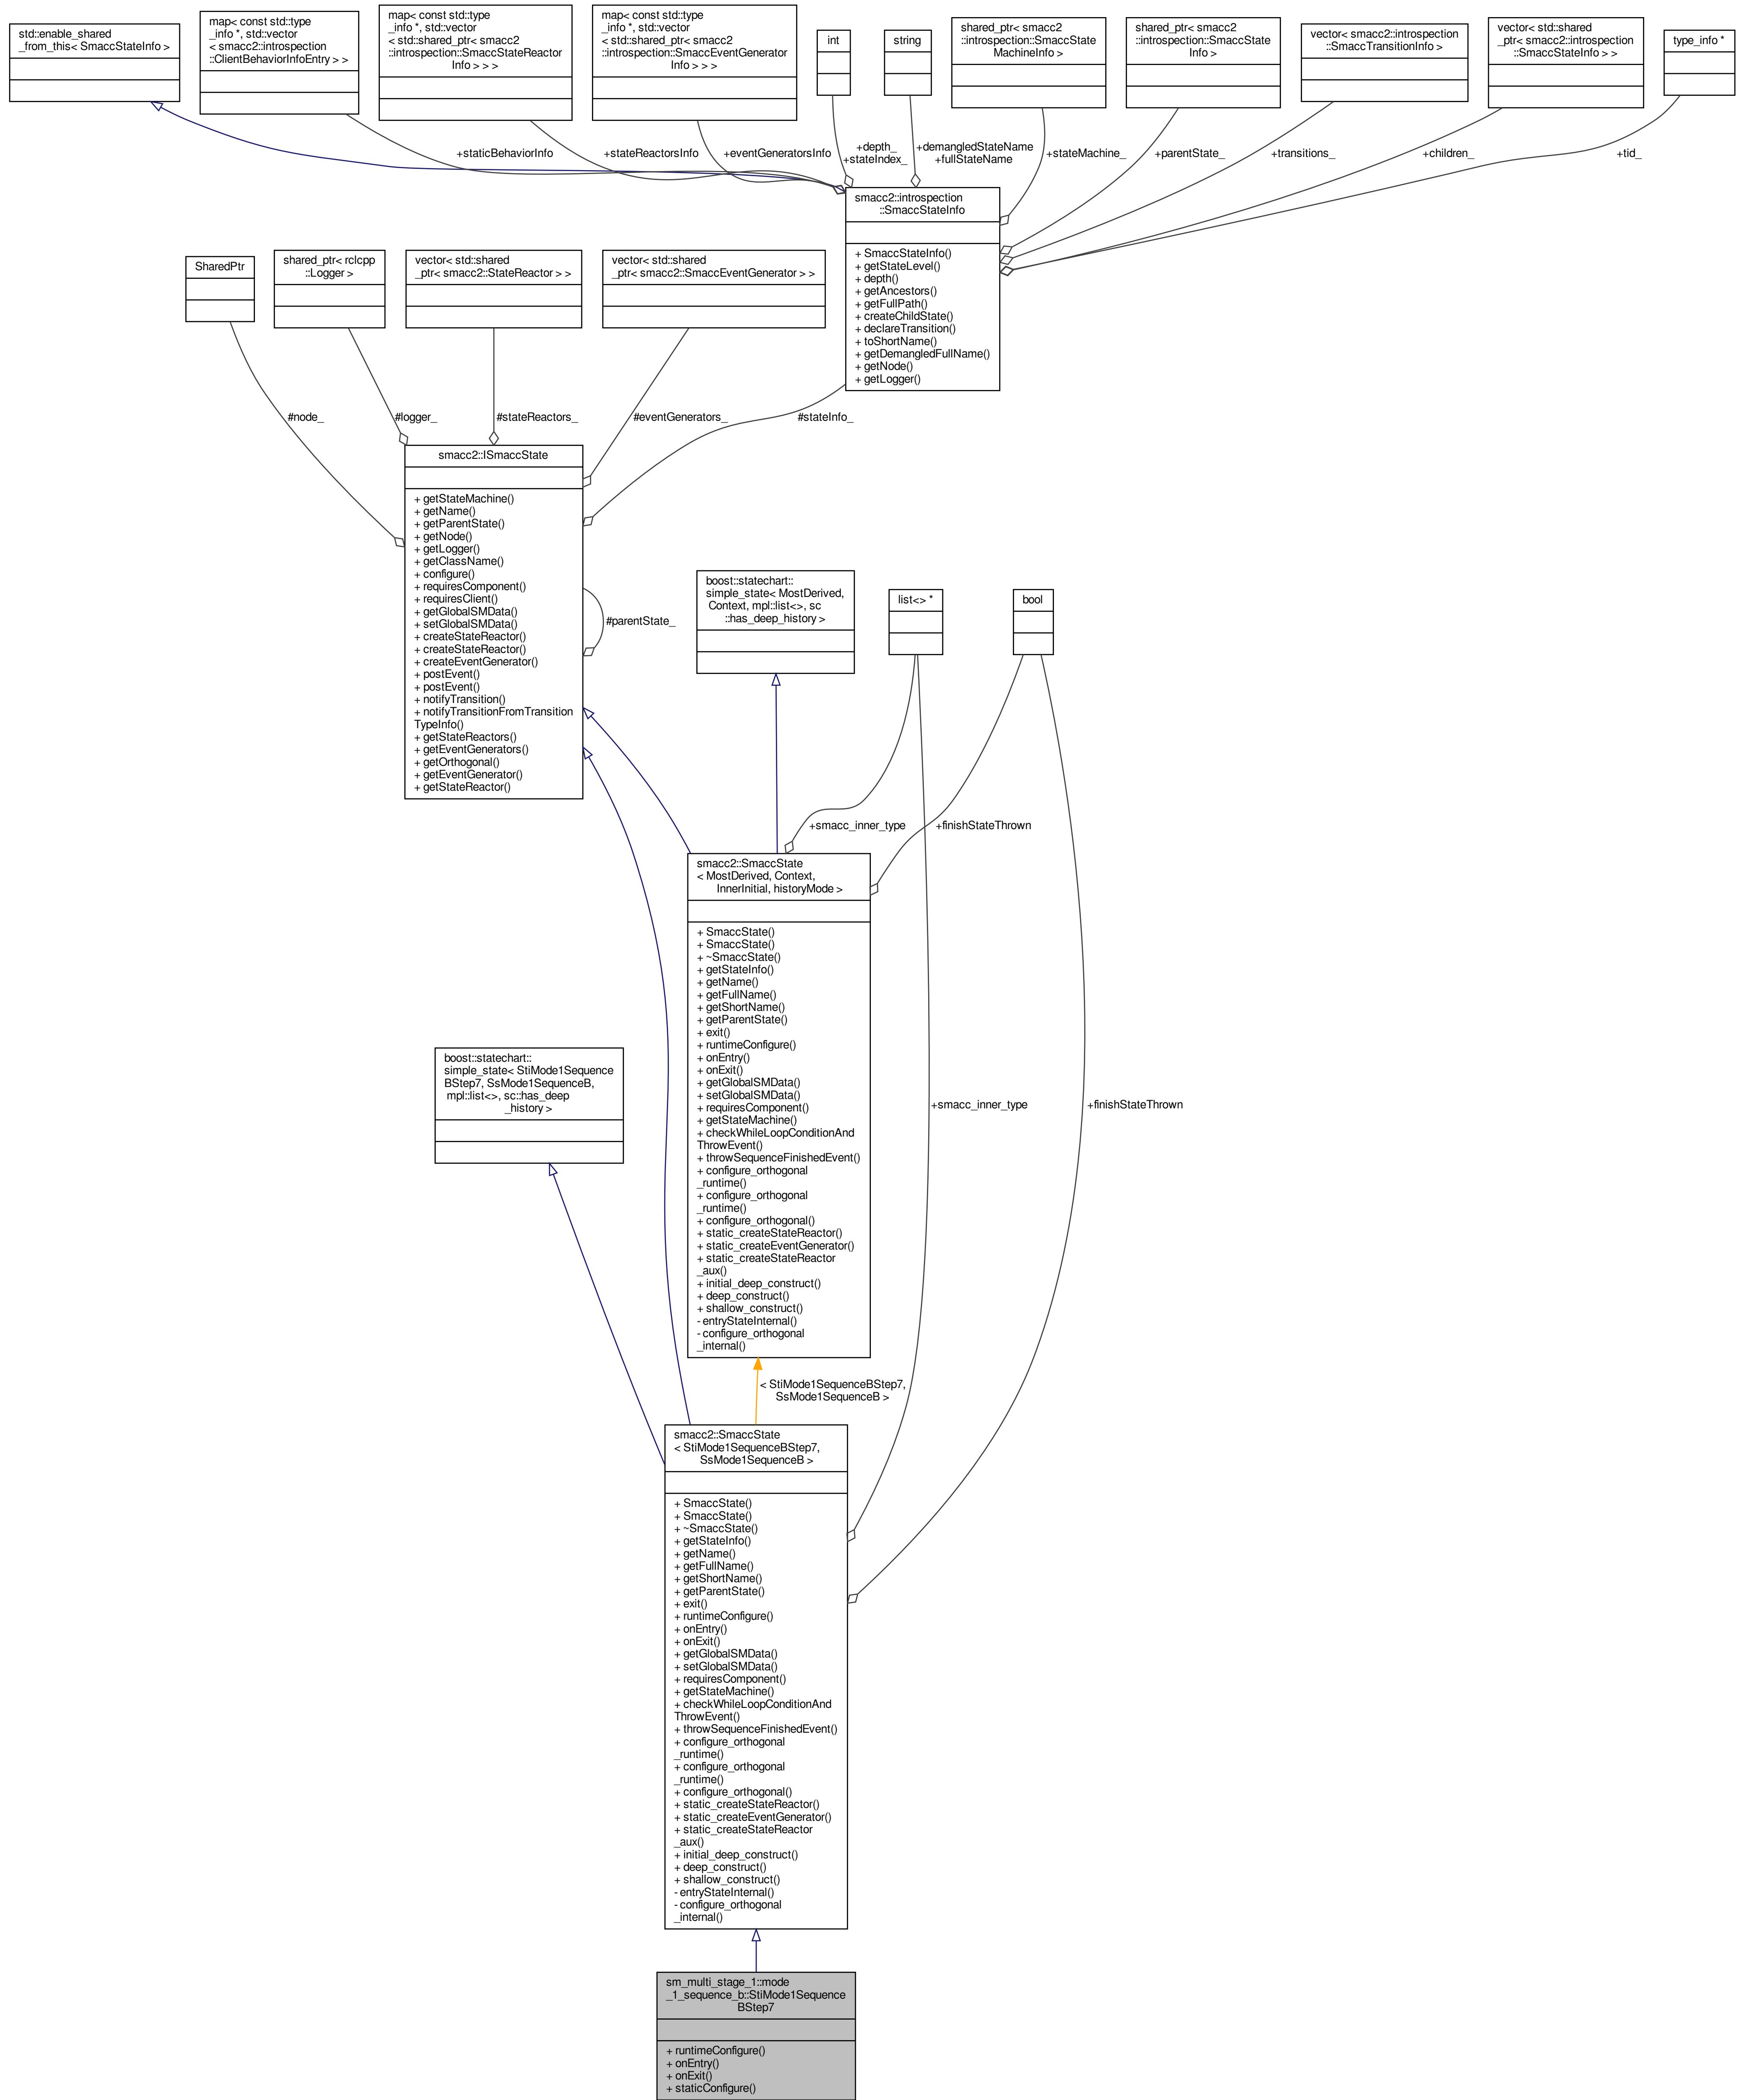 std::enable_shared
_from_this< SmaccStateInfo >
map< const std::type
_info *, std::vector
< smacc2::introspection
::ClientBehaviorInfoEntry > >
map< const std::type
_info *, std::vector
< std::shared_ptr< smacc2
::introspection::SmaccStateReactor
Info > > >
map< const std::type
_info *, std::vector
< std::shared_ptr< smacc2
::introspection::SmaccEventGenerator
Info > > >
int
string
shared_ptr< smacc2
::introspection::SmaccState
MachineInfo >
shared_ptr< smacc2
::introspection::SmaccState
Info >
vector< smacc2::introspection
::SmaccTransitionInfo >
vector< std::shared
_ptr< smacc2::introspection
::SmaccStateInfo > >
type_info *
+staticBehaviorInfo
+stateReactorsInfo
+eventGeneratorsInfo
+depth_
+stateIndex_
+demangledStateName
+fullStateName
+stateMachine_
+parentState_
+transitions_
+children_
+tid_
smacc2::introspection
::SmaccStateInfo
+ SmaccStateInfo()
+ getStateLevel()
+ depth()
+ getAncestors()
+ getFullPath()
+ createChildState()
+ declareTransition()
+ toShortName()
+ getDemangledFullName()
+ getNode()
+ getLogger()
SharedPtr
shared_ptr< rclcpp
::Logger >
vector< std::shared
_ptr< smacc2::StateReactor > >
vector< std::shared
_ptr< smacc2::SmaccEventGenerator > >
#node_
#logger_
#stateReactors_
#eventGenerators_
#stateInfo_
smacc2::ISmaccState
+ getStateMachine()
+ getName()
+ getParentState()
+ getNode()
+ getLogger()
+ getClassName()
+ configure()
+ requiresComponent()
+ requiresClient()
+ getGlobalSMData()
+ setGlobalSMData()
+ createStateReactor()
+ createStateReactor()
+ createEventGenerator()
+ postEvent()
+ postEvent()
+ notifyTransition()
+ notifyTransitionFromTransition
TypeInfo()
+ getStateReactors()
+ getEventGenerators()
+ getOrthogonal()
+ getEventGenerator()
+ getStateReactor()
#parentState_
boost::statechart::
simple_state< MostDerived,
Context, mpl::list<>, sc
::has_deep_history >
list<> *
bool
+smacc_inner_type
+finishStateThrown
smacc2::SmaccState
< MostDerived, Context,
InnerInitial, historyMode >
+ SmaccState()
+ SmaccState()
+ ~SmaccState()
+ getStateInfo()
+ getName()
+ getFullName()
+ getShortName()
+ getParentState()
+ exit()
+ runtimeConfigure()
+ onEntry()
+ onExit()
+ getGlobalSMData()
+ setGlobalSMData()
+ requiresComponent()
+ getStateMachine()
+ checkWhileLoopConditionAnd
ThrowEvent()
+ throwSequenceFinishedEvent()
+ configure_orthogonal
_runtime()
+ configure_orthogonal
_runtime()
+ configure_orthogonal()
+ static_createStateReactor()
+ static_createEventGenerator()
+ static_createStateReactor
_aux()
+ initial_deep_construct()
+ deep_construct()
+ shallow_construct()
- entryStateInternal()
- configure_orthogonal
_internal()
boost::statechart::
simple_state< StiMode1Sequence
BStep7, SsMode1SequenceB,
mpl::list<>, sc::has_deep
_history >
+smacc_inner_type
+finishStateThrown
< StiMode1SequenceBStep7,
SsMode1SequenceB >
smacc2::SmaccState
< StiMode1SequenceBStep7,
SsMode1SequenceB >
+ SmaccState()
+ SmaccState()
+ ~SmaccState()
+ getStateInfo()
+ getName()
+ getFullName()
+ getShortName()
+ getParentState()
+ exit()
+ runtimeConfigure()
+ onEntry()
+ onExit()
+ getGlobalSMData()
+ setGlobalSMData()
+ requiresComponent()
+ getStateMachine()
+ checkWhileLoopConditionAnd
ThrowEvent()
+ throwSequenceFinishedEvent()
+ configure_orthogonal
_runtime()
+ configure_orthogonal
_runtime()
+ configure_orthogonal()
+ static_createStateReactor()
+ static_createEventGenerator()
+ static_createStateReactor
_aux()
+ initial_deep_construct()
+ deep_construct()
+ shallow_construct()
- entryStateInternal()
- configure_orthogonal
_internal()
sm_multi_stage_1::mode
_1_sequence_b::StiMode1Sequence
BStep7
+ runtimeConfigure()
+ onEntry()
+ onExit()
+ staticConfigure()